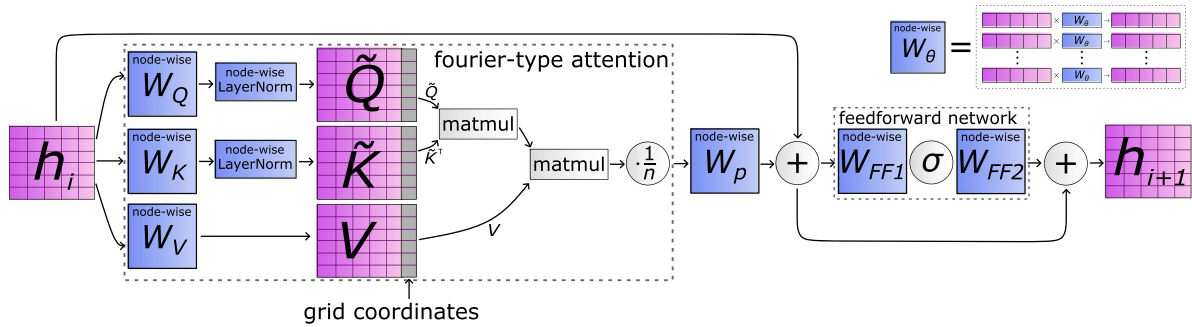 h_i
node-wise
W_Q
node-wise
LayerNorm
Q̃
fourier-type attention
Q̃
matmul
K̃ᵀ
node-wise
W_K
node-wise
LayerNorm
K̃
matmul
· 1/n
node-wise
W_V
V
V
grid coordinates
node-wise
W_p
+
feedforward network
node-wise
W_FF1
σ
node-wise
W_FF2
+
h_i+1
node-wise
W_θ
=
× W_θ →
× W_θ →
⋮ ⋮ ⋮
× W_θ →